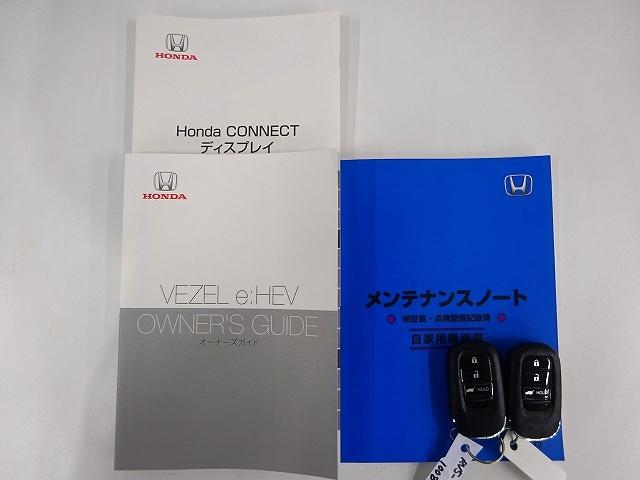 HONDA
Honda CONNECT
ディスプレイ
HONDA
VEZEL e:HEV
OWNER'S GUIDE
オーナーズガイド
メンテナンスノート
保証書・点検整備記録簿
自家用乗用車
HOLD
HOLD